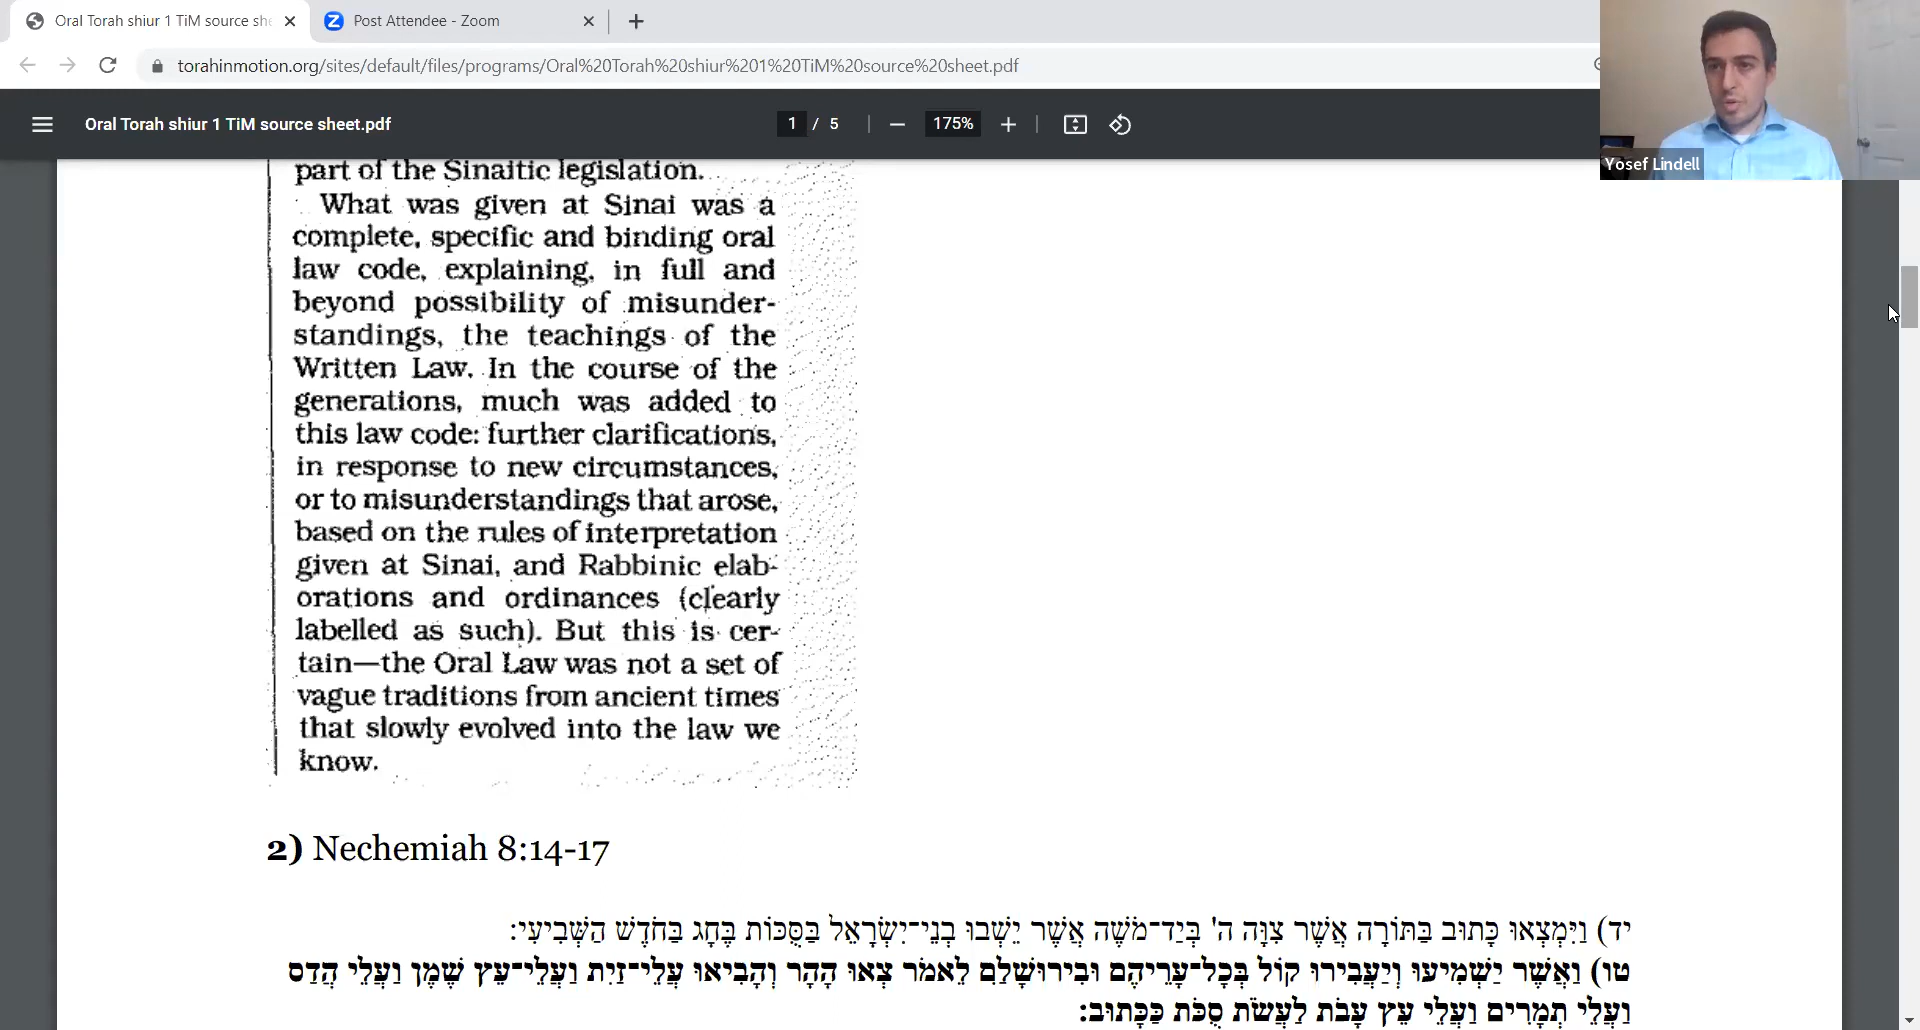 Oral Torah shiur 1 TiM source she
Post Attendee - Zoom
torahinmotion.org/sites/default/files/programs/Oral%20Torah%20shiur%201%20TiM%20source%20sheet.pdf
Oral Torah shiur 1 TiM source sheet.pdf
1 / 5
175%
Yosef Lindell
part of the Sinaitic legislation.
What was given at Sinai was a
complete, specific and binding oral
law code, explaining, in full and
beyond possibility of misunder-
standings, the teachings of the
Written Law. In the course of the
generations, much was added to
this law code: further clarifications,
in response to new circumstances,
or to misunderstandings that arose,
based on the rules of interpretation
given at Sinai, and Rabbinic elab-
orations and ordinances (clearly
labelled as such). But this is cer-
tain—the Oral Law was not a set of
vague traditions from ancient times
that slowly evolved into the law we
know.
2) Nechemiah 8:14-17
יד) וַיִּמְצְאוּ כָּתוּב בַּתּוֹרָה אֲשֶׁר צִוָּה ה' בְּיַד־מֹשֶׁה אֲשֶׁר יֵשְׁבוּ בְנֵי־יִשְׂרָאֵל בַּסֻּכּוֹת בֶּחָג בַּחֹדֶשׁ הַשְּׁבִיעִי:
טו) וַאֲשֶׁר יַשְׁמִיעוּ וְיַעֲבִירוּ קוֹל בְּכָל־עָרֵיהֶם וּבִירוּשָׁלִַם לֵאמֹר צְאוּ הָהָר וְהָבִיאוּ עֲלֵי־זַיִת וַעֲלֵי־עֵץ שֶׁמֶן וַעֲלֵי הֲדַס
וַעֲלֵי תְמָרִים וַעֲלֵי עֵץ עָבֹת לַעֲשֹׂת סֻכֹּת כַּכָּתוּב: